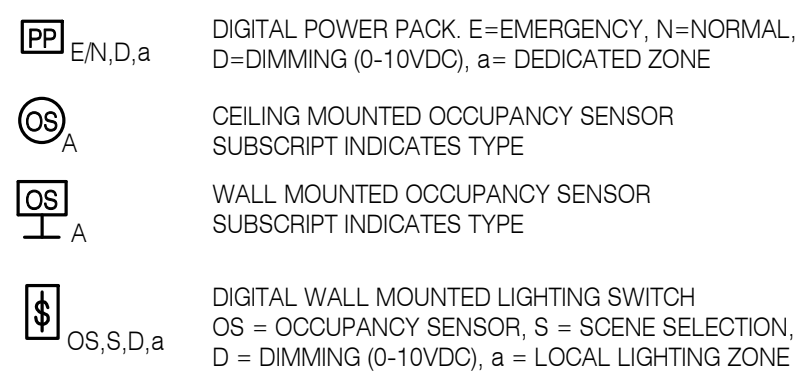 PP E/N,D,a DIGITAL POWER PACK. E=EMERGENCY, N=NORMAL,
D=DIMMING (0-10VDC), a= DEDICATED ZONE
OS A CEILING MOUNTED OCCUPANCY SENSOR
SUBSCRIPT INDICATES TYPE
OS A WALL MOUNTED OCCUPANCY SENSOR
SUBSCRIPT INDICATES TYPE
$ OS,S,D,a DIGITAL WALL MOUNTED LIGHTING SWITCH
OS = OCCUPANCY SENSOR, S = SCENE SELECTION,
D = DIMMING (0-10VDC), a = LOCAL LIGHTING ZONE